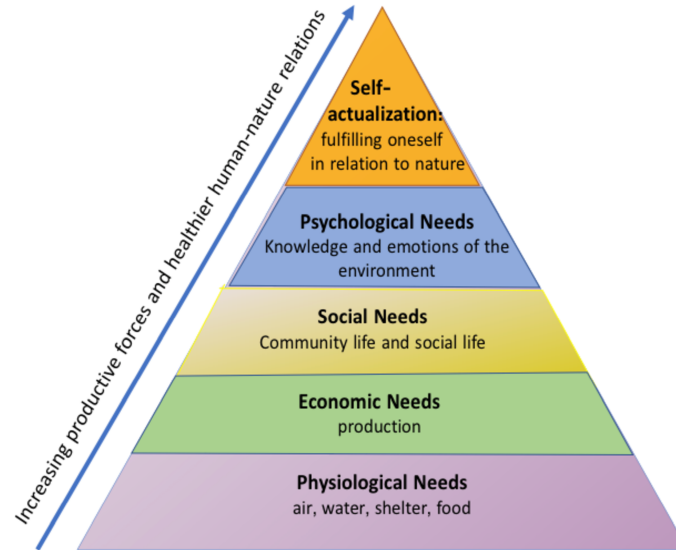 Increasing productive forces and healthier human-nature relations
Self-
actualization:
fulfilling oneself
in relation to nature
Psychological Needs
Knowledge and emotions of the
environment
Social Needs
Community life and social life
Economic Needs
production
Physiological Needs
air, water, shelter, food